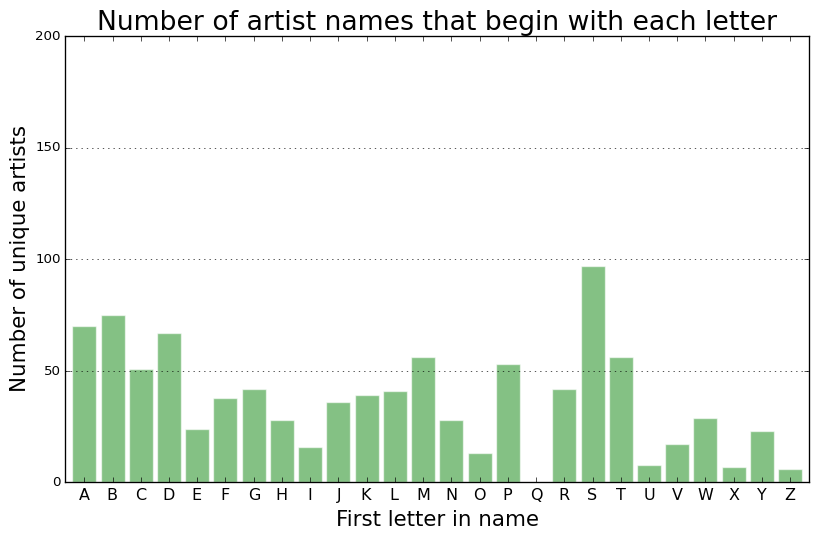 Number of artist names that begin with each letter
200
150
100
50
0
Number of unique artists
A B C D E F G H I J K L M N O P Q R S T U V W X Y Z
First letter in name